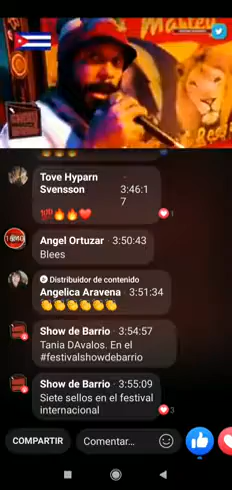 Tove Hyparn
Svensson
3:46:1
7
1
Angel Ortuzar · 3:50:43
Blees
Distribuidor de contenido
Angelica Aravena · 3:51:34
Show de Barrio · 3:54:57
Tania DAvalos. En el
#festivalshowdebarrio
Show de Barrio · 3:55:09
Siete sellos en el festival
internacional
3
COMPARTIR
Comentar...